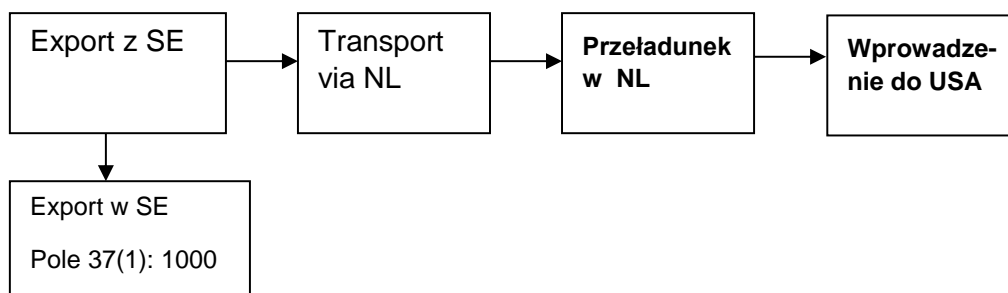 Export z SE
Transport
via NL
Przeładunek
w NL
Wprowadze-
nie do USA
Export w SE
Pole 37(1): 1000